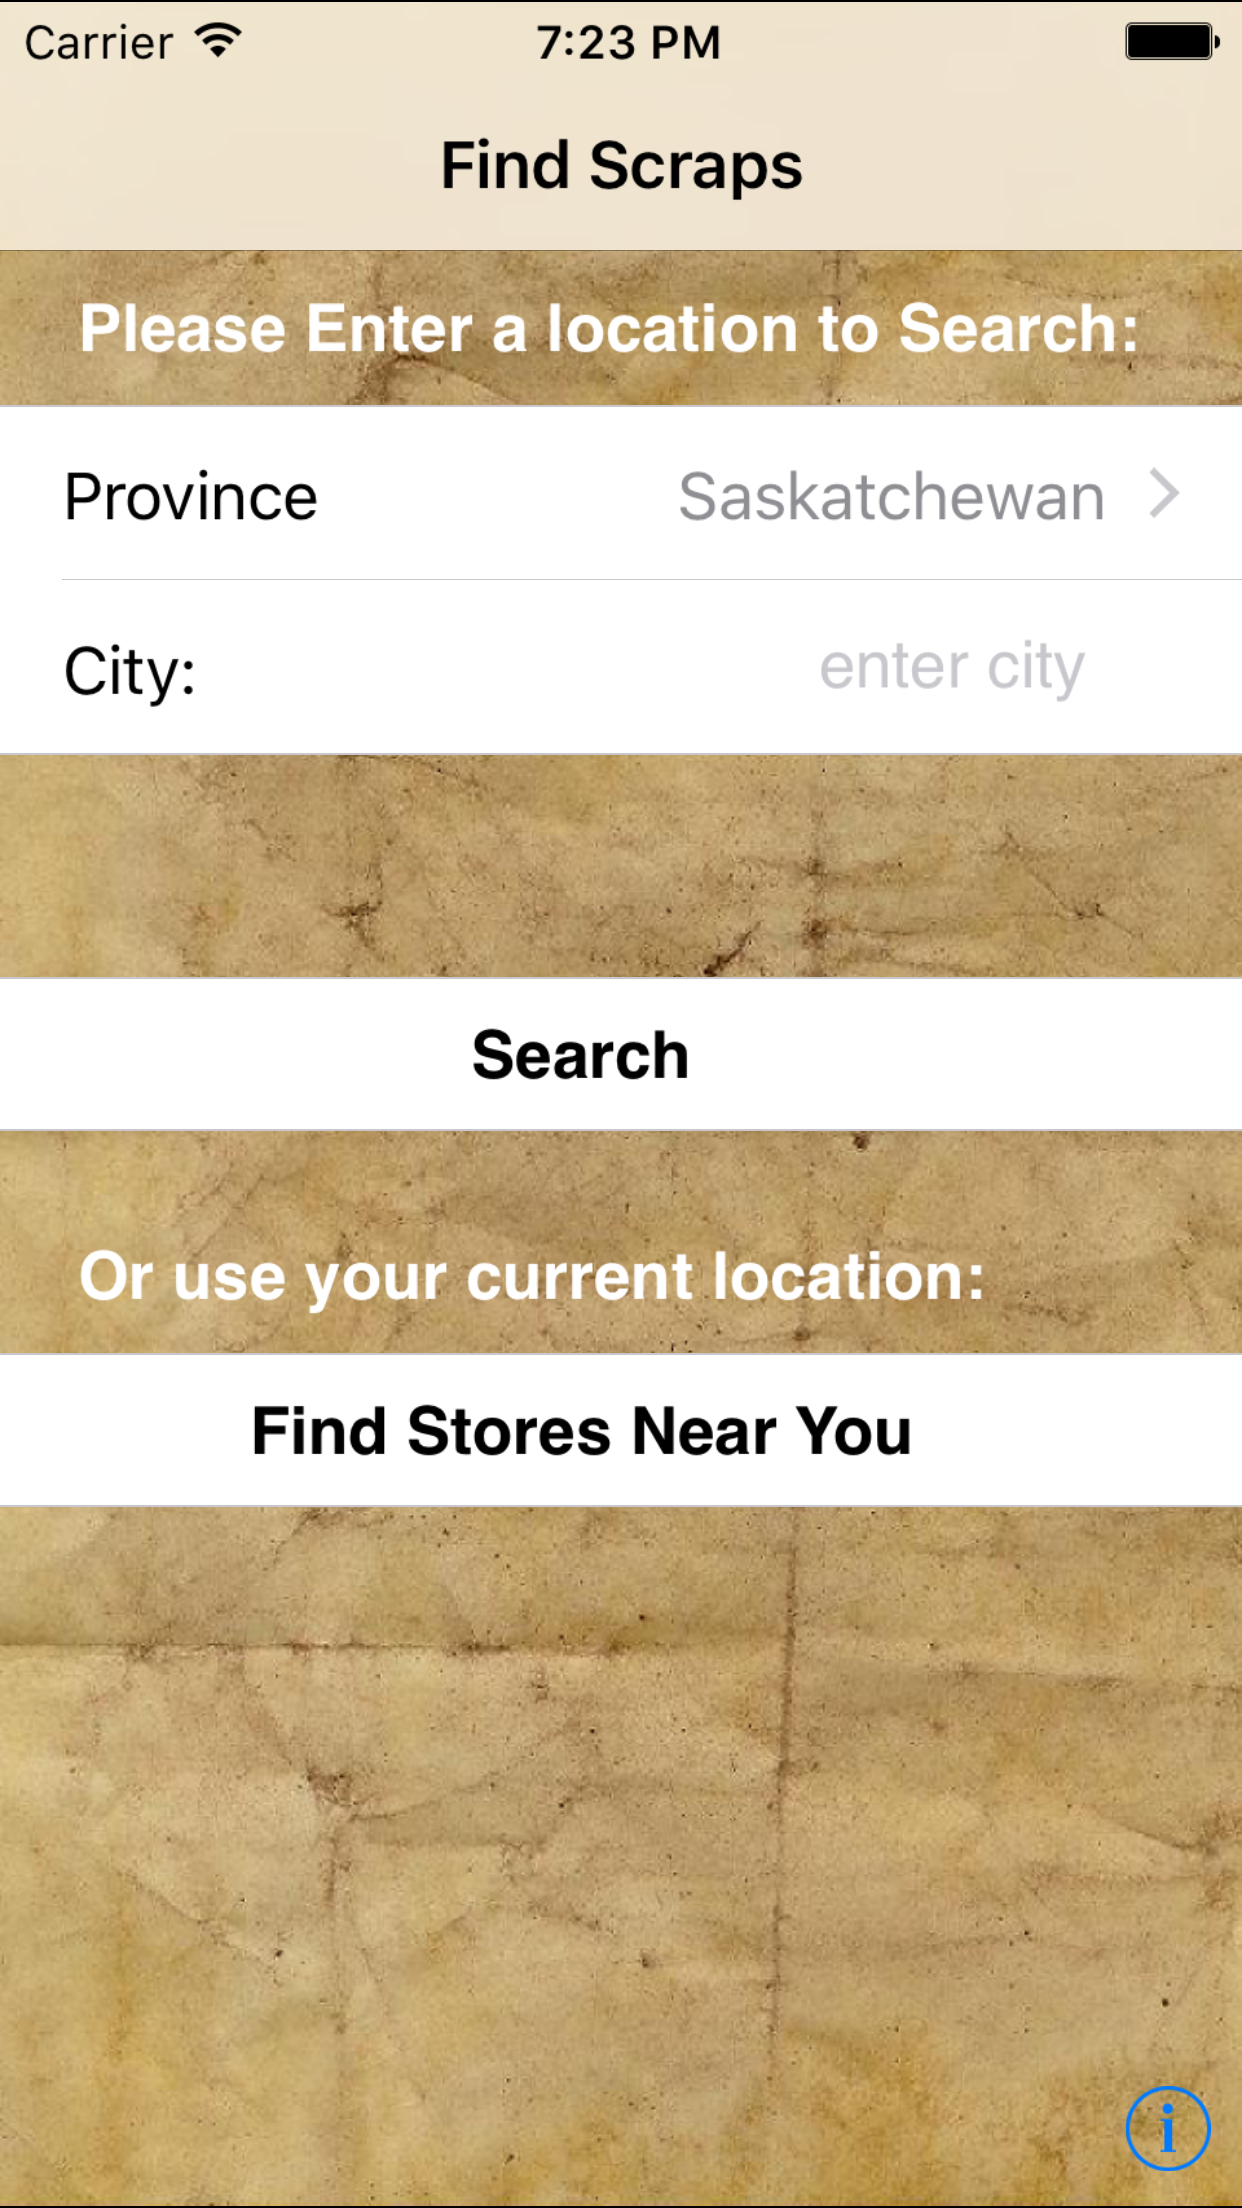 Carrier 7:23 PM
Find Scraps
Please Enter a location to Search:
Province Saskatchewan
City: enter city
Search
Or use your current location:
Find Stores Near You
i